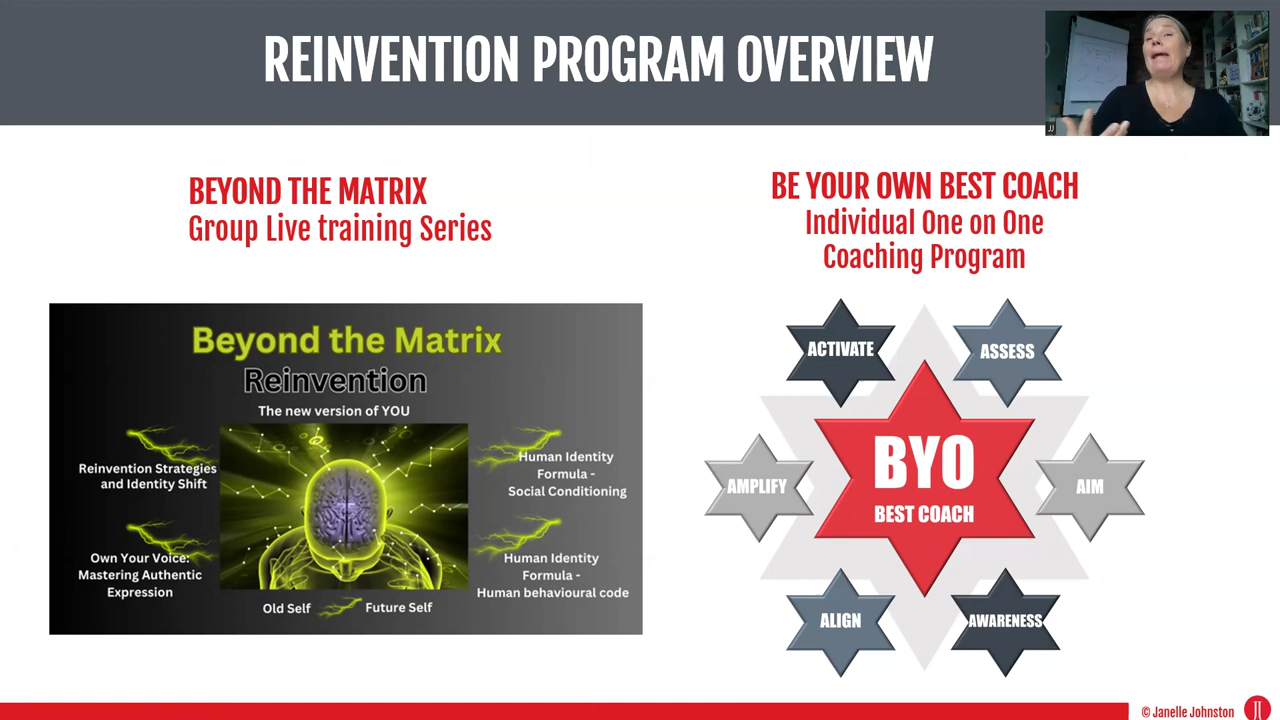 REINVENTION PROGRAM OVERVIEW
JJ
BEYOND THE MATRIX
Group Live training Series
BE YOUR OWN BEST COACH
Individual One on One
Coaching Program
Beyond the Matrix
Reinvention
The new version of YOU
Reinvention Strategies
and Identity Shift
Human Identity
Formula -
Social Conditioning
Own Your Voice:
Mastering Authentic
Expression
Human Identity
Formula -
Human behavioural code
Old Self
Future Self
ACTIVATE
ASSESS
AMPLIFY
BYO
BEST COACH
AIM
ALIGN
AWARENESS
© Janelle Johnston
JJ